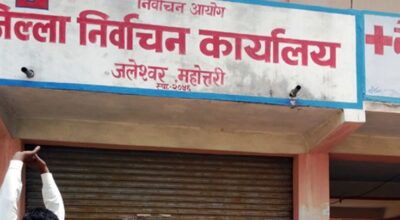 निर्वाचन आयोग
जिल्ला निर्वाचन कार्यालय
जलेश्वर, महोत्तरी